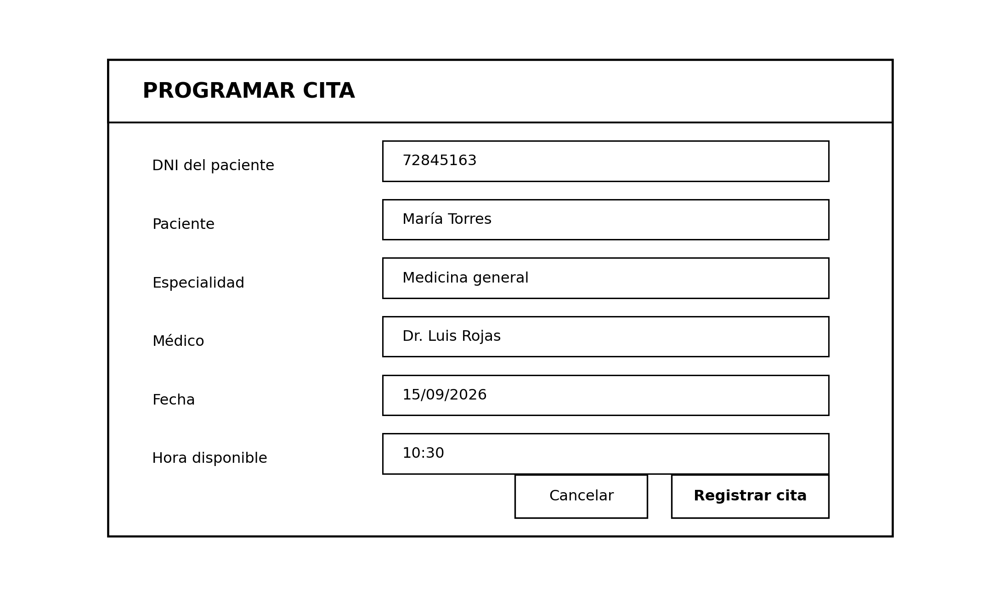 PROGRAMAR CITA
DNI del paciente 72845163
Paciente María Torres
Especialidad Medicina general
Médico Dr. Luis Rojas
Fecha 15/09/2026
Hora disponible 10:30
Cancelar Registrar cita